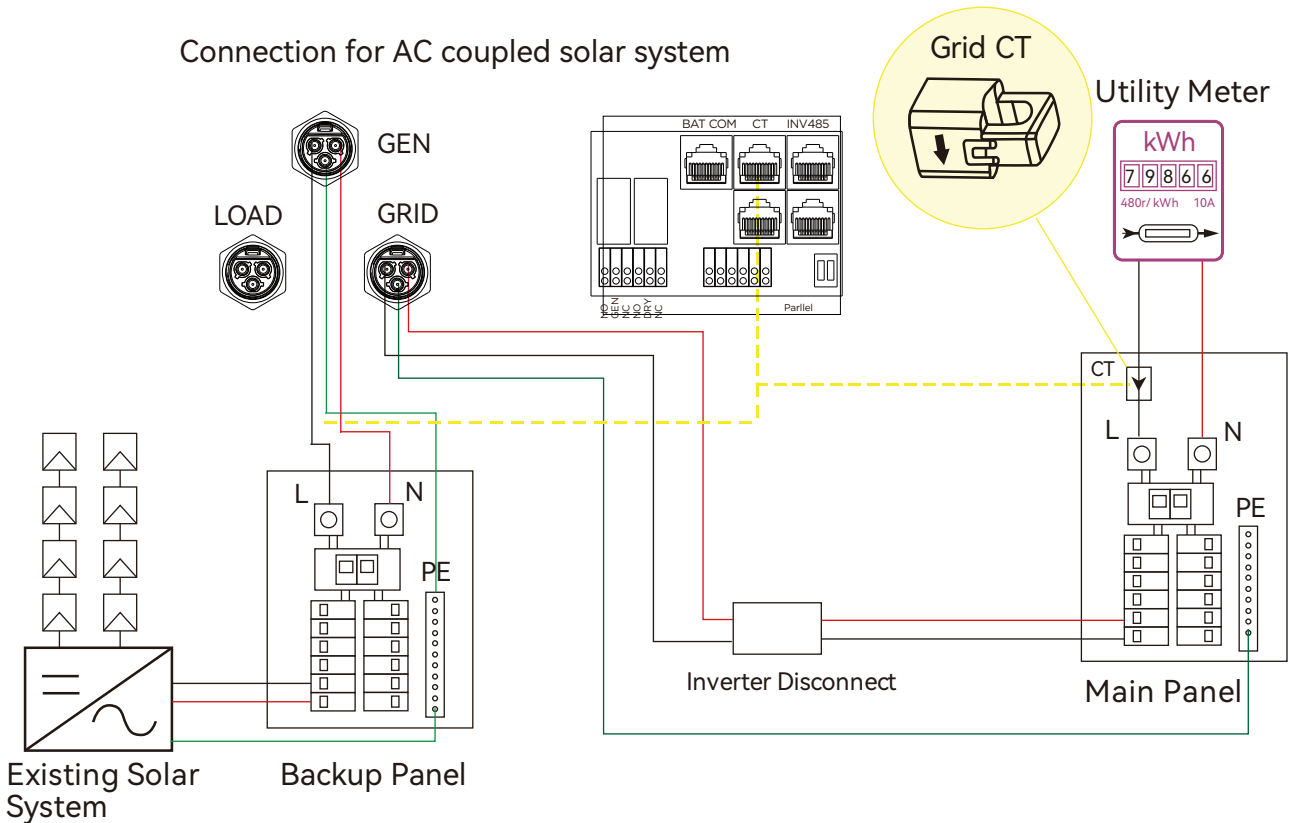 Connection for AC coupled solar system
Grid CT
Utility Meter
kWh
79866
480r/ kWh 10A
GEN
LOAD
GRID
BAT COM CT INV485
NO
GEN
NC
NO
DRY
NC
Parllel
CT
L
N
PE
L
N
PE
Inverter Disconnect
Main Panel
Existing Solar
System
Backup Panel